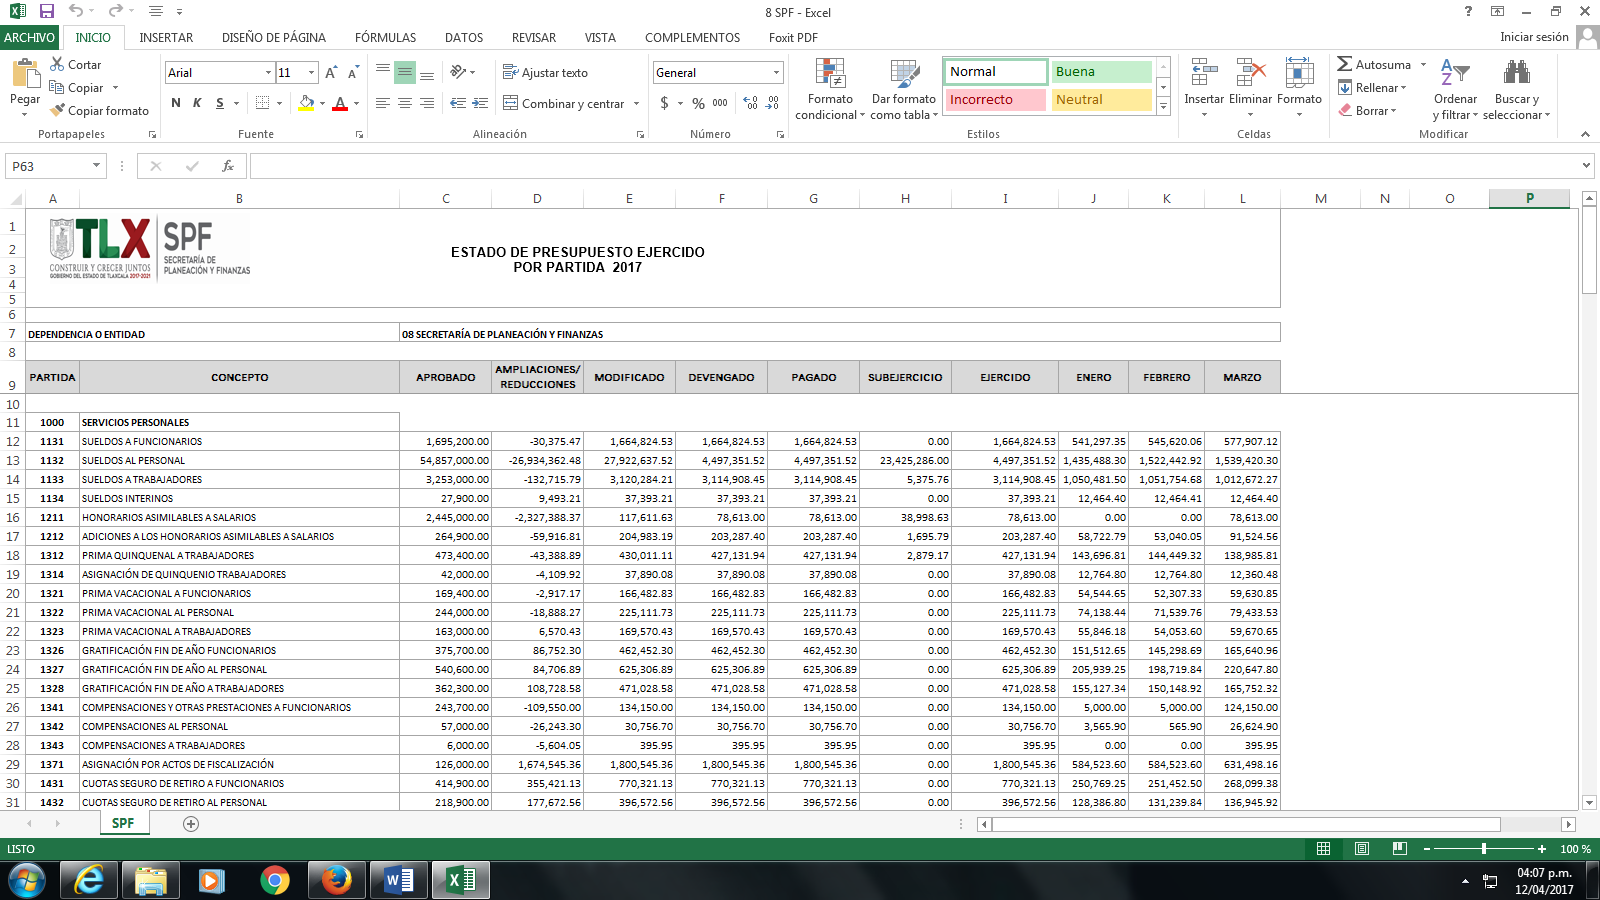 8 SPF - Excel
ARCHIVO INICIO INSERTAR DISEÑO DE PÁGINA FÓRMULAS DATOS REVISAR VISTA COMPLEMENTOS Foxit PDF Iniciar sesión
Pegar Cortar Copiar Copiar formato Portapapeles
Arial 11 N K S Fuente
Ajustar texto Combinar y centrar Alineación
General $ % 000 Número
Formato condicional Dar formato como tabla Normal Buena Incorrecto Neutral Estilos
Insertar Eliminar Formato Celdas
Autosuma Rellenar Borrar Ordenar y filtrar Buscar y seleccionar Modificar
P63 fx
A B C D E F G H I J K L M N O P
1
2
3
4
5
6
TLX SPF
SECRETARÍA DE
PLANEACIÓN Y FINANZAS
CONSTRUIR Y CRECER JUNTOS
GOBIERNO DEL ESTADO DE TLAXCALA 2017-2021
ESTADO DE PRESUPUESTO EJERCIDO
POR PARTIDA 2017
7 DEPENDENCIA O ENTIDAD 08 SECRETARÍA DE PLANEACIÓN Y FINANZAS
8
9 PARTIDA CONCEPTO APROBADO AMPLIACIONES/ REDUCCIONES MODIFICADO DEVENGADO PAGADO SUBEJERCICIO EJERCIDO ENERO FEBRERO MARZO
10
11 1000 SERVICIOS PERSONALES
12 1131 SUELDOS A FUNCIONARIOS 1,695,200.00 -30,375.47 1,664,824.53 1,664,824.53 1,664,824.53 0.00 1,664,824.53 541,297.35 545,620.06 577,907.12
13 1132 SUELDOS AL PERSONAL 54,857,000.00 -26,934,362.48 27,922,637.52 4,497,351.52 4,497,351.52 23,425,286.00 4,497,351.52 1,435,488.30 1,522,442.92 1,539,420.30
14 1133 SUELDOS A TRABAJADORES 3,253,000.00 -132,715.79 3,120,284.21 3,114,908.45 3,114,908.45 5,375.76 3,114,908.45 1,050,481.50 1,051,754.68 1,012,672.27
15 1134 SUELDOS INTERINOS 27,900.00 9,493.21 37,393.21 37,393.21 37,393.21 0.00 37,393.21 12,464.40 12,464.41 12,464.40
16 1211 HONORARIOS ASIMILABLES A SALARIOS 2,445,000.00 -2,327,388.37 117,611.63 78,613.00 78,613.00 38,998.63 78,613.00 0.00 0.00 78,613.00
17 1212 ADICIONES A LOS HONORARIOS ASIMILABLES A SALARIOS 264,900.00 -59,916.81 204,983.19 203,287.40 203,287.40 1,695.79 203,287.40 58,722.79 53,040.05 91,524.56
18 1312 PRIMA QUINQUENAL A TRABAJADORES 473,400.00 -43,388.89 430,011.11 427,131.94 427,131.94 2,879.17 427,131.94 143,696.81 144,449.32 138,985.81
19 1314 ASIGNACIÓN DE QUINQUENIO TRABAJADORES 42,000.00 -4,109.92 37,890.08 37,890.08 37,890.08 0.00 37,890.08 12,764.80 12,764.80 12,360.48
20 1321 PRIMA VACACIONAL A FUNCIONARIOS 169,400.00 -2,917.17 166,482.83 166,482.83 166,482.83 0.00 166,482.83 54,544.65 52,307.33 59,630.85
21 1322 PRIMA VACACIONAL AL PERSONAL 244,000.00 -18,888.27 225,111.73 225,111.73 225,111.73 0.00 225,111.73 74,138.44 71,539.76 79,433.53
22 1323 PRIMA VACACIONAL A TRABAJADORES 163,000.00 6,570.43 169,570.43 169,570.43 169,570.43 0.00 169,570.43 55,846.18 54,053.60 59,670.65
23 1326 GRATIFICACIÓN FIN DE AÑO FUNCIONARIOS 375,700.00 86,752.30 462,452.30 462,452.30 462,452.30 0.00 462,452.30 151,512.65 145,298.69 165,640.96
24 1327 GRATIFICACIÓN FIN DE AÑO AL PERSONAL 540,600.00 84,706.89 625,306.89 625,306.89 625,306.89 0.00 625,306.89 205,939.25 198,719.84 220,647.80
25 1328 GRATIFICACIÓN FIN DE AÑO A TRABAJADORES 362,300.00 108,728.58 471,028.58 471,028.58 471,028.58 0.00 471,028.58 155,127.34 150,148.92 165,752.32
26 1341 COMPENSACIONES Y OTRAS PRESTACIONES A FUNCIONARIOS 243,700.00 -109,550.00 134,150.00 134,150.00 134,150.00 0.00 134,150.00 5,000.00 5,000.00 124,150.00
27 1342 COMPENSACIONES AL PERSONAL 57,000.00 -26,243.30 30,756.70 30,756.70 30,756.70 0.00 30,756.70 3,565.90 565.90 26,624.90
28 1343 COMPENSACIONES A TRABAJADORES 6,000.00 -5,604.05 395.95 395.95 395.95 0.00 395.95 0.00 0.00 395.95
29 1371 ASIGNACIÓN POR ACTOS DE FISCALIZACIÓN 126,000.00 1,674,545.36 1,800,545.36 1,800,545.36 1,800,545.36 0.00 1,800,545.36 584,523.60 584,523.60 631,498.16
30 1431 CUOTAS SEGURO DE RETIRO A FUNCIONARIOS 414,900.00 355,421.13 770,321.13 770,321.13 770,321.13 0.00 770,321.13 250,769.25 251,452.50 268,099.38
31 1432 CUOTAS SEGURO DE RETIRO AL PERSONAL 218,900.00 177,672.56 396,572.56 396,572.56 396,572.56 0.00 396,572.56 128,386.80 131,239.84 136,945.92
SPF
LISTO 100 %
04:07 p.m.
12/04/2017